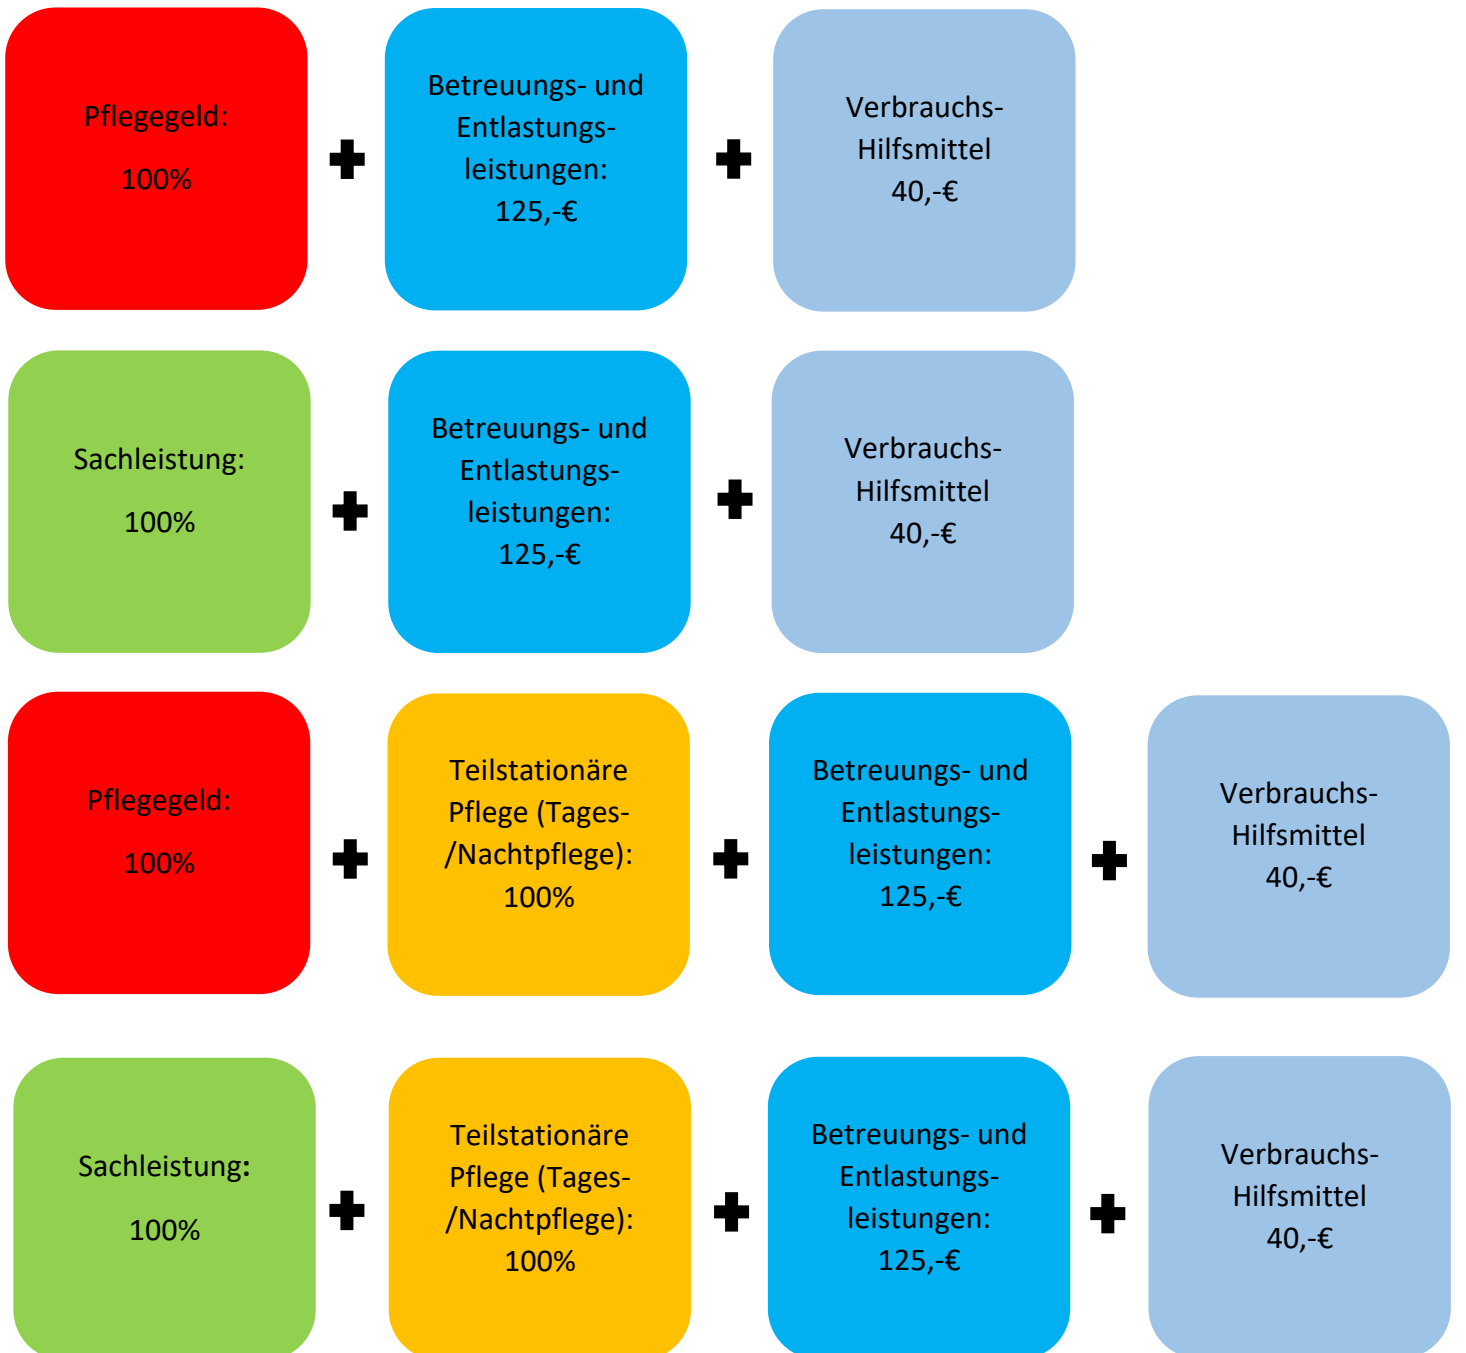 Pflegegeld:
100%
Betreuungs- und
Entlastungs-
leistungen:
125,-€
Verbrauchs-
Hilfsmittel
40,-€
Sachleistung:
100%
Betreuungs- und
Entlastungs-
leistungen:
125,-€
Verbrauchs-
Hilfsmittel
40,-€
Pflegegeld:
100%
Teilstationäre
Pflege (Tages-
/Nachtpflege):
100%
Betreuungs- und
Entlastungs-
leistungen:
125,-€
Verbrauchs-
Hilfsmittel
40,-€
Sachleistung:
100%
Teilstationäre
Pflege (Tages-
/Nachtpflege):
100%
Betreuungs- und
Entlastungs-
leistungen:
125,-€
Verbrauchs-
Hilfsmittel
40,-€